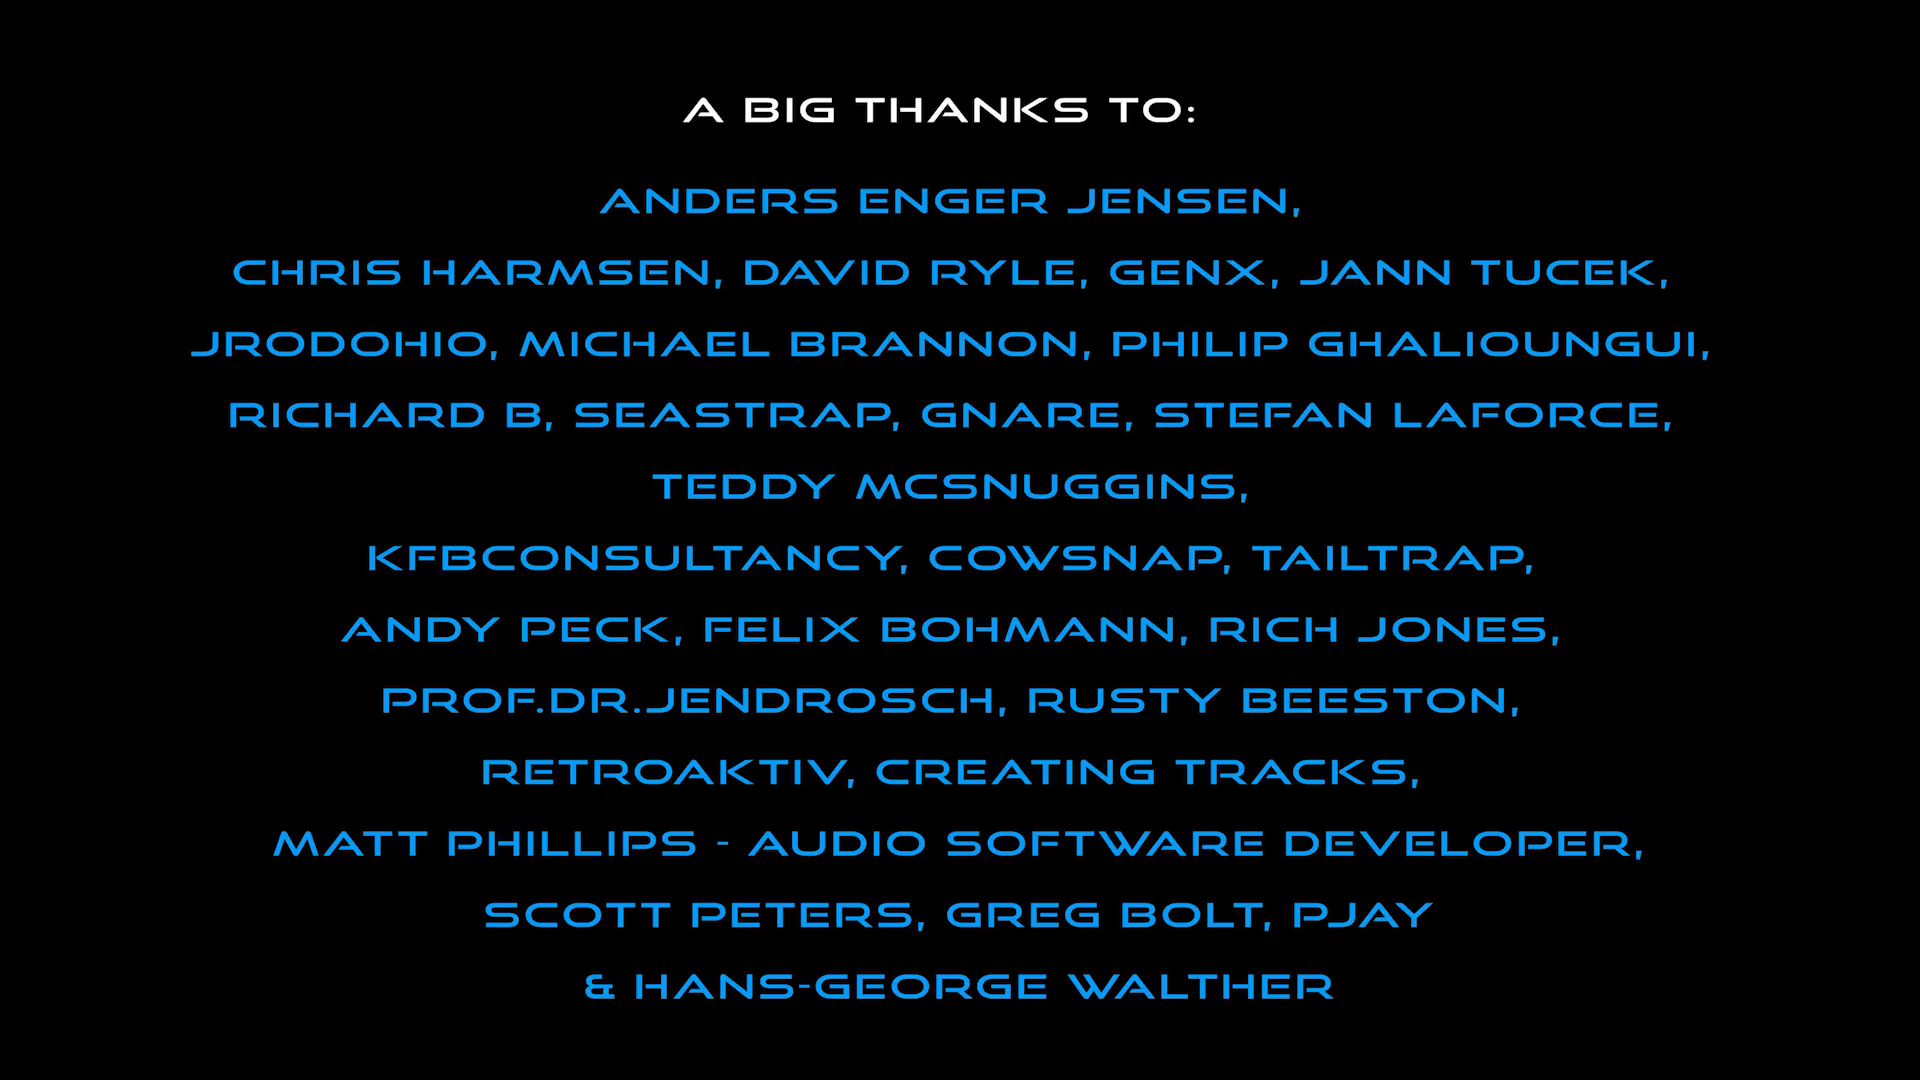 A BIG THANKS TO:
ANDERS ENGER JENSEN,
CHRIS HARMSEN, DAVID RYLE, GENX, JANN TUCEK,
JRODOHIO, MICHAEL BRANNON, PHILIP GHALIOUNGUI,
RICHARD B, SEASTRAP, GNARE, STEFAN LAFORCE,
TEDDY MCSNUGGINS,
KFBCONSULTANCY, COWSNAP, TAILTRAP,
ANDY PECK, FELIX BOHMANN, RICH JONES,
PROF.DR.JENDROSCH, RUSTY BEESTON,
RETROAKTIV, CREATING TRACKS,
MATT PHILLIPS - AUDIO SOFTWARE DEVELOPER,
SCOTT PETERS, GREG BOLT, PJAY
& HANS-GEORGE WALTHER